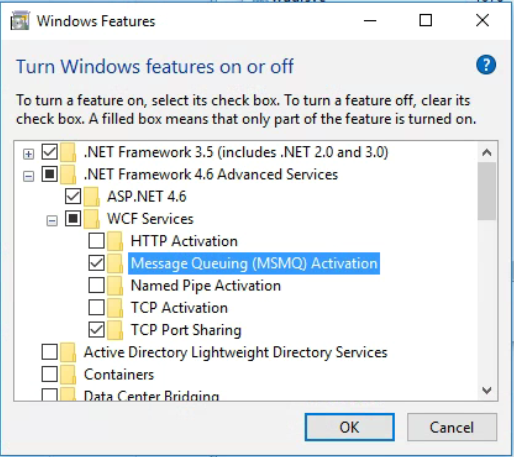 Windows Features
Turn Windows features on or off
To turn a feature on, select its check box. To turn a feature off, clear its
check box. A filled box means that only part of the feature is turned on.
.NET Framework 3.5 (includes .NET 2.0 and 3.0)
.NET Framework 4.6 Advanced Services
ASP.NET 4.6
WCF Services
HTTP Activation
Message Queuing (MSMQ) Activation
Named Pipe Activation
TCP Activation
TCP Port Sharing
Active Directory Lightweight Directory Services
Containers
Data Center Bridging
OK Cancel